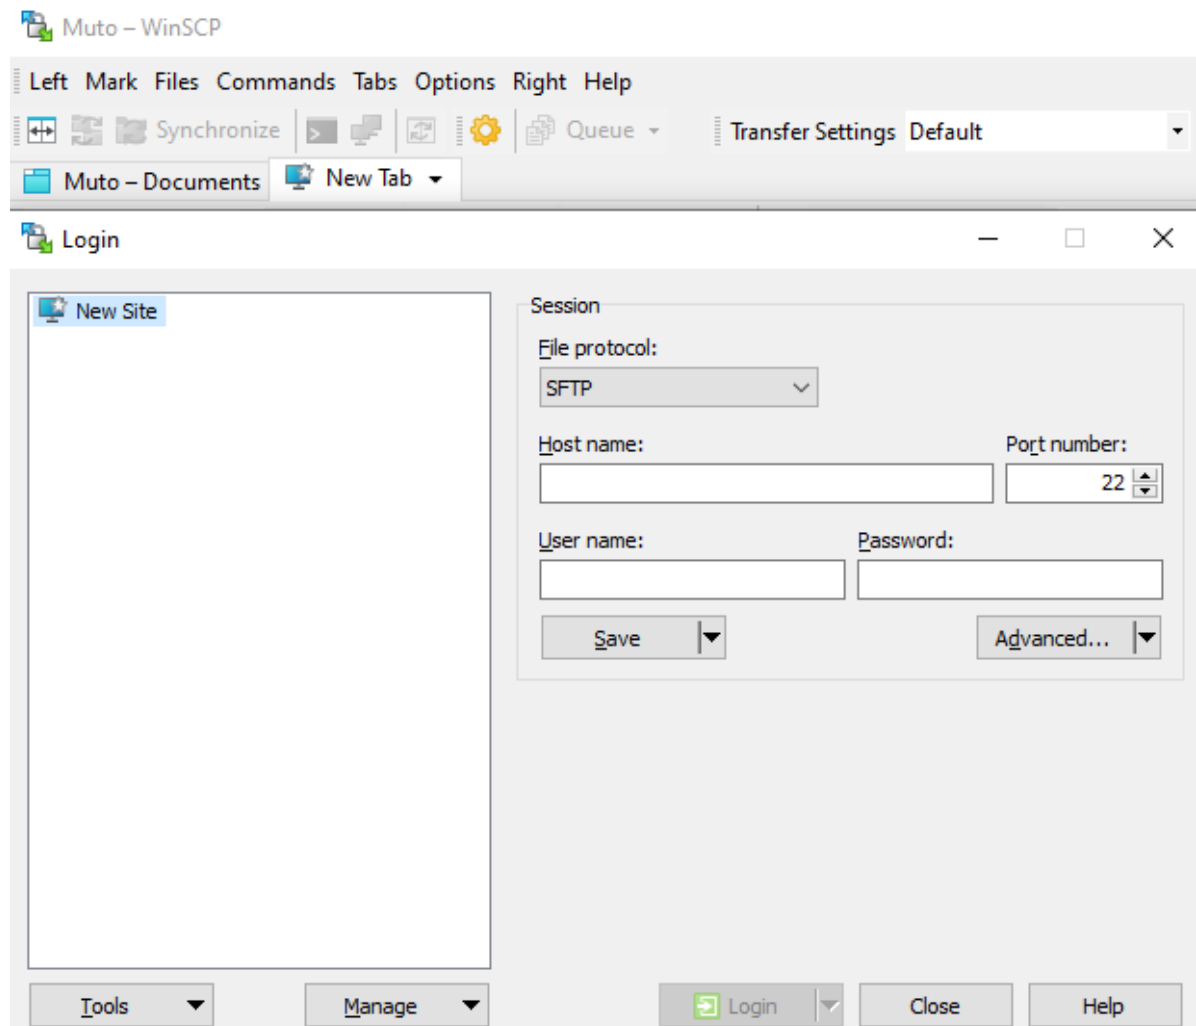 Muto – WinSCP
Left Mark Files Commands Tabs Options Right Help
Synchronize Queue Transfer Settings Default
Muto – Documents New Tab
Login
New Site
Session
File protocol:
SFTP
Host name: Port number:
22
User name: Password:
Save Advanced...
Tools Manage Login Close Help